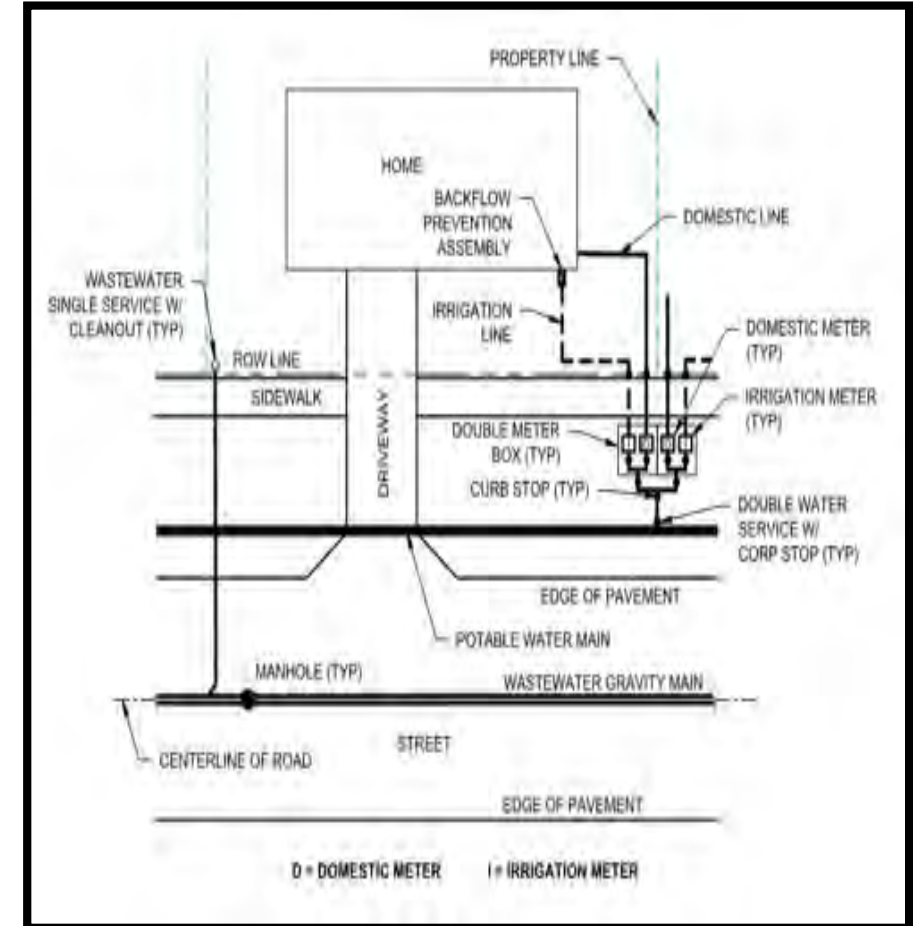 PROPERTY LINE
HOME
BACKFLOW
PREVENTION
ASSEMBLY
DOMESTIC LINE
WASTEWATER
SINGLE SERVICE W/
CLEANOUT (TYP)
IRRIGATION
LINE
ROW LINE
DOMESTIC METER
(TYP)
SIDEWALK
IRRIGATION METER
(TYP)
DOUBLE METER
BOX (TYP)
DRIVEWAY
CURB STOP (TYP)
DOUBLE WATER
SERVICE W/
CORP STOP (TYP)
EDGE OF PAVEMENT
POTABLE WATER MAIN
MANHOLE (TYP)
WASTEWATER GRAVITY MAIN
STREET
CENTERLINE OF ROAD
EDGE OF PAVEMENT
D = DOMESTIC METER I = IRRIGATION METER